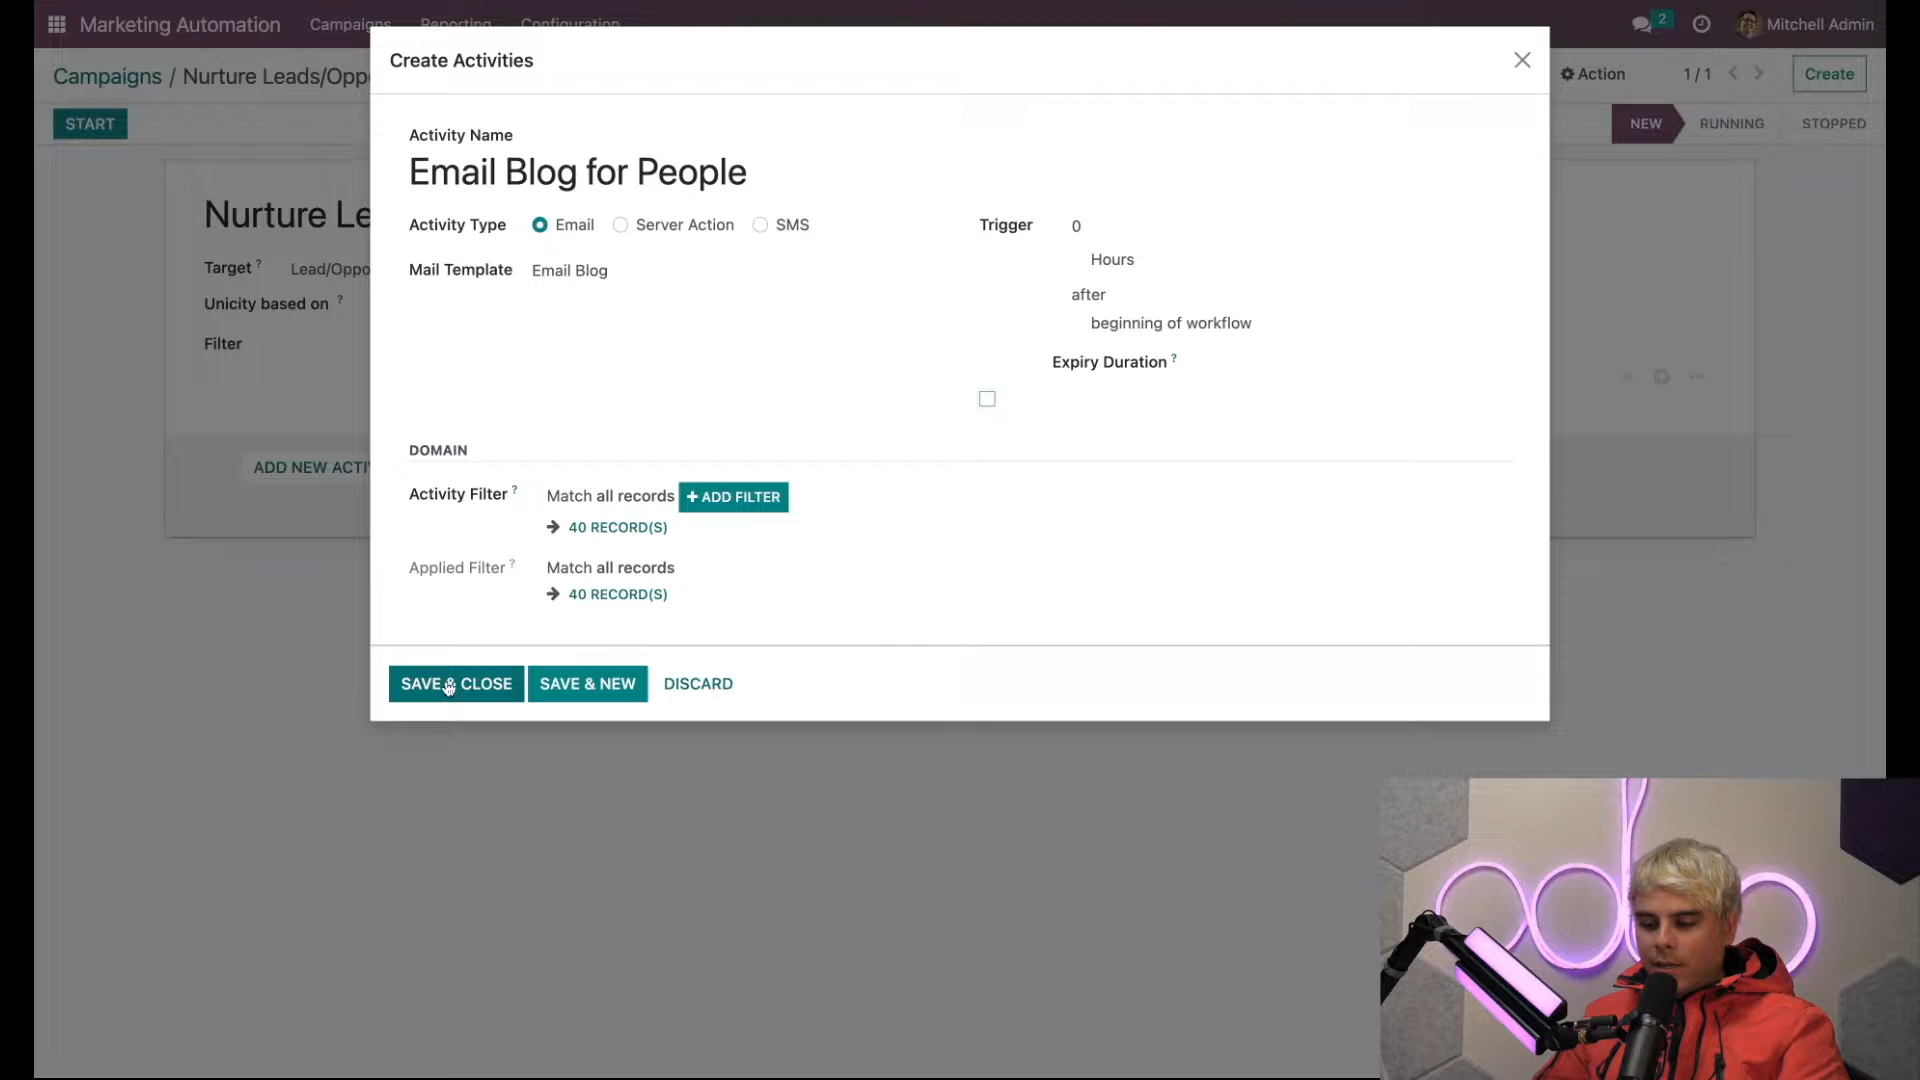 Marketing Automation Campaigns Reporting Configuration 2 Mitchell Admin
Create Activities
Campaigns / Nurture Leads/Opp Action 1 / 1 Create
START NEW RUNNING STOPPED
Activity Name
Email Blog for People
Nurture Le
Activity Type Email Server Action SMS Trigger 0
Target ? Lead/Oppo Mail Template Email Blog Hours
Unicity based on ? after
beginning of workflow
Filter Expiry Duration ?
DOMAIN
ADD NEW ACTI
Activity Filter ? Match all records + ADD FILTER
40 RECORD(S)
Applied Filter ? Match all records
40 RECORD(S)
SAVE & CLOSE SAVE & NEW DISCARD